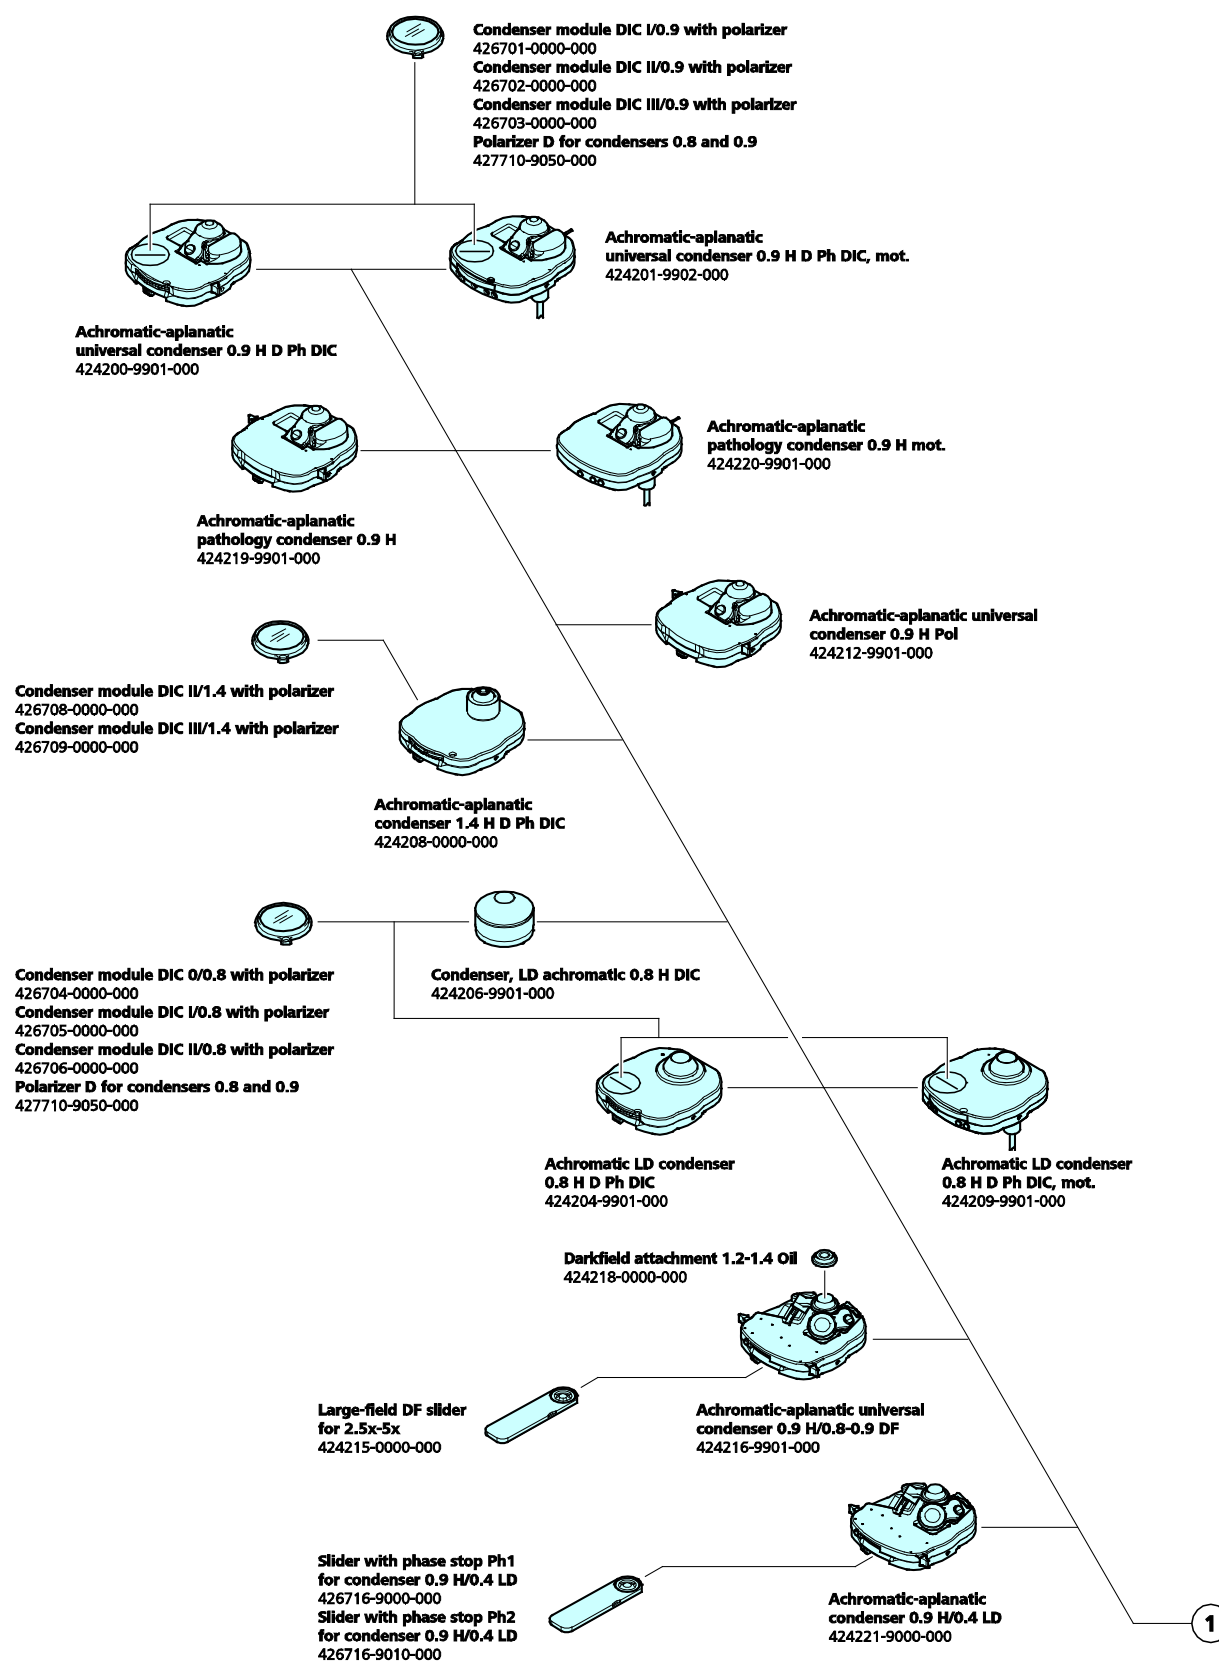 Condenser module DIC I/0.9 with polarizer
426701-0000-000
Condenser module DIC II/0.9 with polarizer
426702-0000-000
Condenser module DIC III/0.9 with polarizer
426703-0000-000
Polarizer D for condensers 0.8 and 0.9
427710-9050-000
Achromatic-aplanatic
universal condenser 0.9 H D Ph DIC, mot.
424201-9902-000
Achromatic-aplanatic
universal condenser 0.9 H D Ph DIC
424200-9901-000
Achromatic-aplanatic
pathology condenser 0.9 H mot.
424220-9901-000
Achromatic-aplanatic
pathology condenser 0.9 H
424219-9901-000
Achromatic-aplanatic universal
condenser 0.9 H Pol
424212-9901-000
Condenser module DIC II/1.4 with polarizer
426708-0000-000
Condenser module DIC III/1.4 with polarizer
426709-0000-000
Achromatic-aplanatic
condenser 1.4 H D Ph DIC
424208-0000-000
Condenser module DIC 0/0.8 with polarizer
426704-0000-000
Condenser module DIC I/0.8 with polarizer
426705-0000-000
Condenser module DIC II/0.8 with polarizer
426706-0000-000
Polarizer D for condensers 0.8 and 0.9
427710-9050-000
Condenser, LD achromatic 0.8 H DIC
424206-9901-000
Achromatic LD condenser
0.8 H D Ph DIC
424204-9901-000
Achromatic LD condenser
0.8 H D Ph DIC, mot.
424209-9901-000
Darkfield attachment 1.2-1.4 Oil
424218-0000-000
Large-field DF slider
for 2.5x-5x
424215-0000-000
Achromatic-aplanatic universal
condenser 0.9 H/0.8-0.9 DF
424216-9901-000
Slider with phase stop Ph1
for condenser 0.9 H/0.4 LD
426716-9000-000
Slider with phase stop Ph2
for condenser 0.9 H/0.4 LD
426716-9010-000
Achromatic-aplanatic
condenser 0.9 H/0.4 LD
424221-9000-000
1